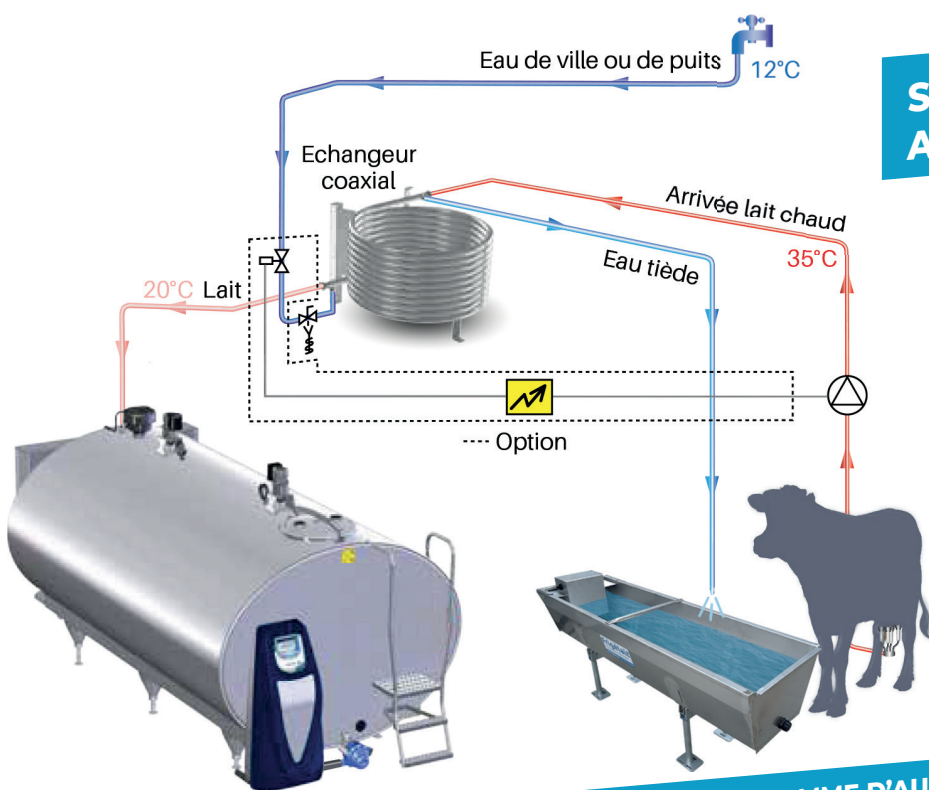 Eau de ville ou de puits
12°C
Echangeur
coaxial
Arrivée lait chaud
35°C
Eau tiède
20°C Lait
---- Option